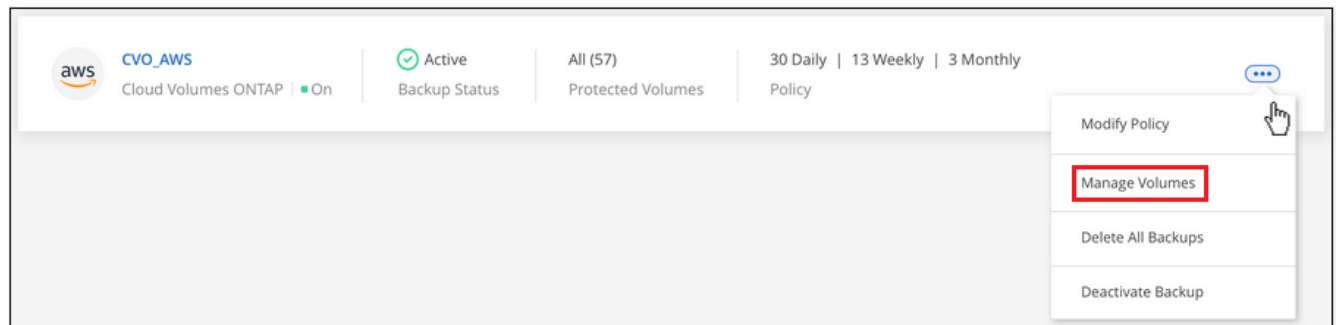 aws
CVO_AWS
Cloud Volumes ONTAP | On
Active
Backup Status
All (57)
Protected Volumes
30 Daily | 13 Weekly | 3 Monthly
Policy
Modify Policy
Manage Volumes
Delete All Backups
Deactivate Backup